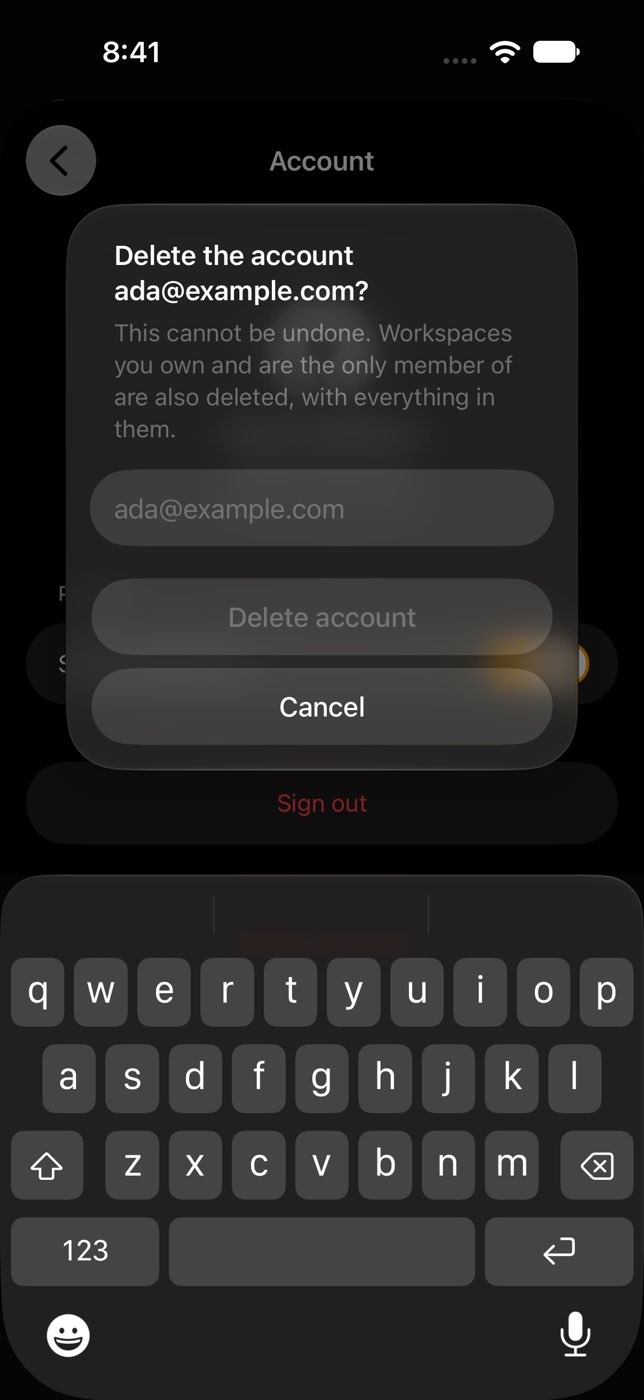 8:41
Account
Delete the account
ada@example.com?
This cannot be undone. Workspaces
you own and are the only member of
are also deleted, with everything in
them.
ada@example.com
Delete account
Cancel
Sign out
q w e r t y u i o p
a s d f g h j k l
z x c v b n m
123